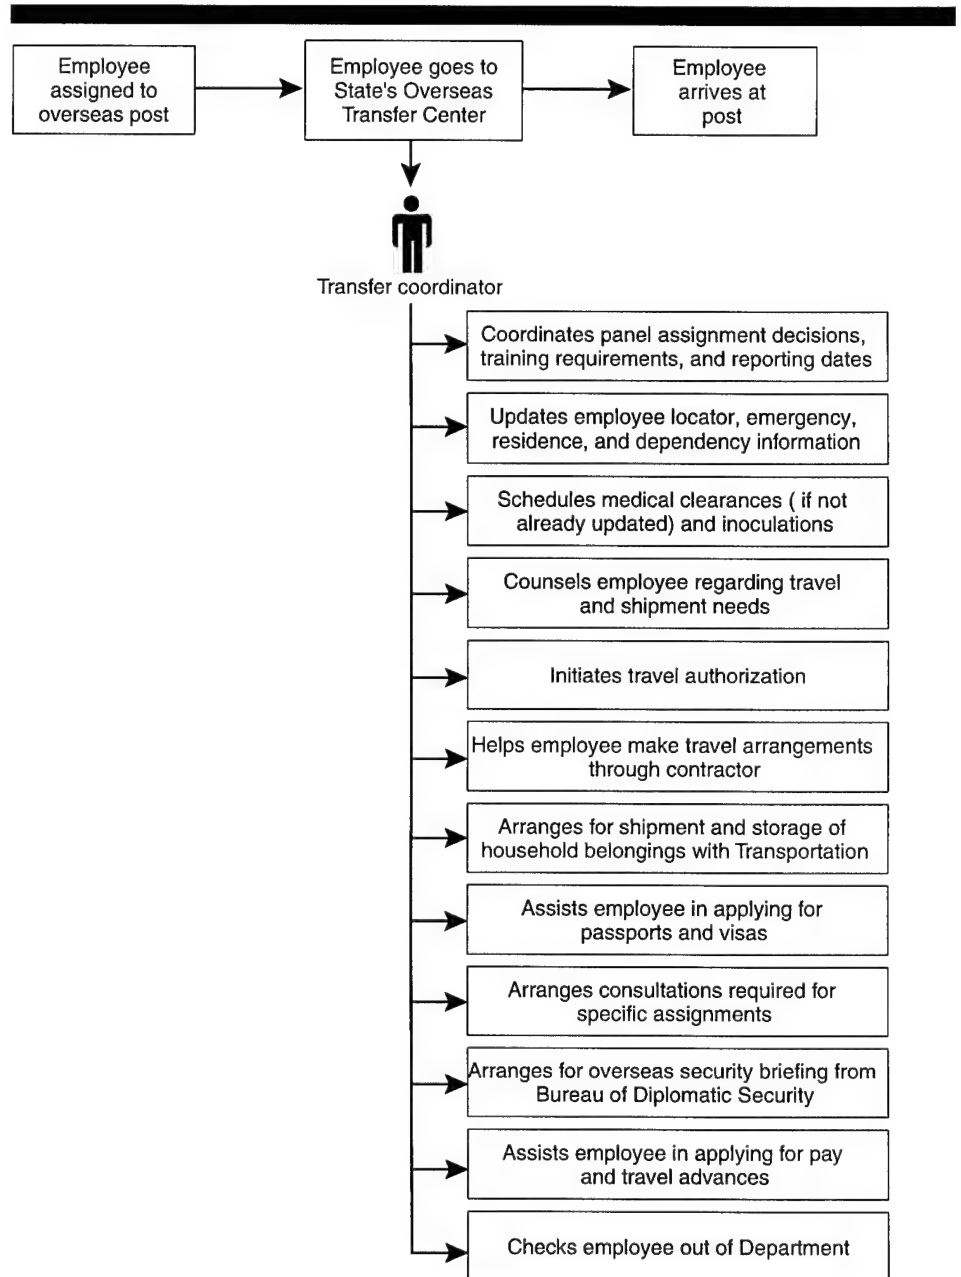 Employee
assigned to
overseas post
Employee goes to
State's Overseas
Transfer Center
Employee
arrives at
post
Transfer coordinator
Coordinates panel assignment decisions,
training requirements, and reporting dates
Updates employee locator, emergency,
residence, and dependency information
Schedules medical clearances ( if not
already updated) and inoculations
Counsels employee regarding travel
and shipment needs
Initiates travel authorization
Helps employee make travel arrangements
through contractor
Arranges for shipment and storage of
household belongings with Transportation
Assists employee in applying for
passports and visas
Arranges consultations required for
specific assignments
Arranges for overseas security briefing from
Bureau of Diplomatic Security
Assists employee in applying for pay
and travel advances
Checks employee out of Department